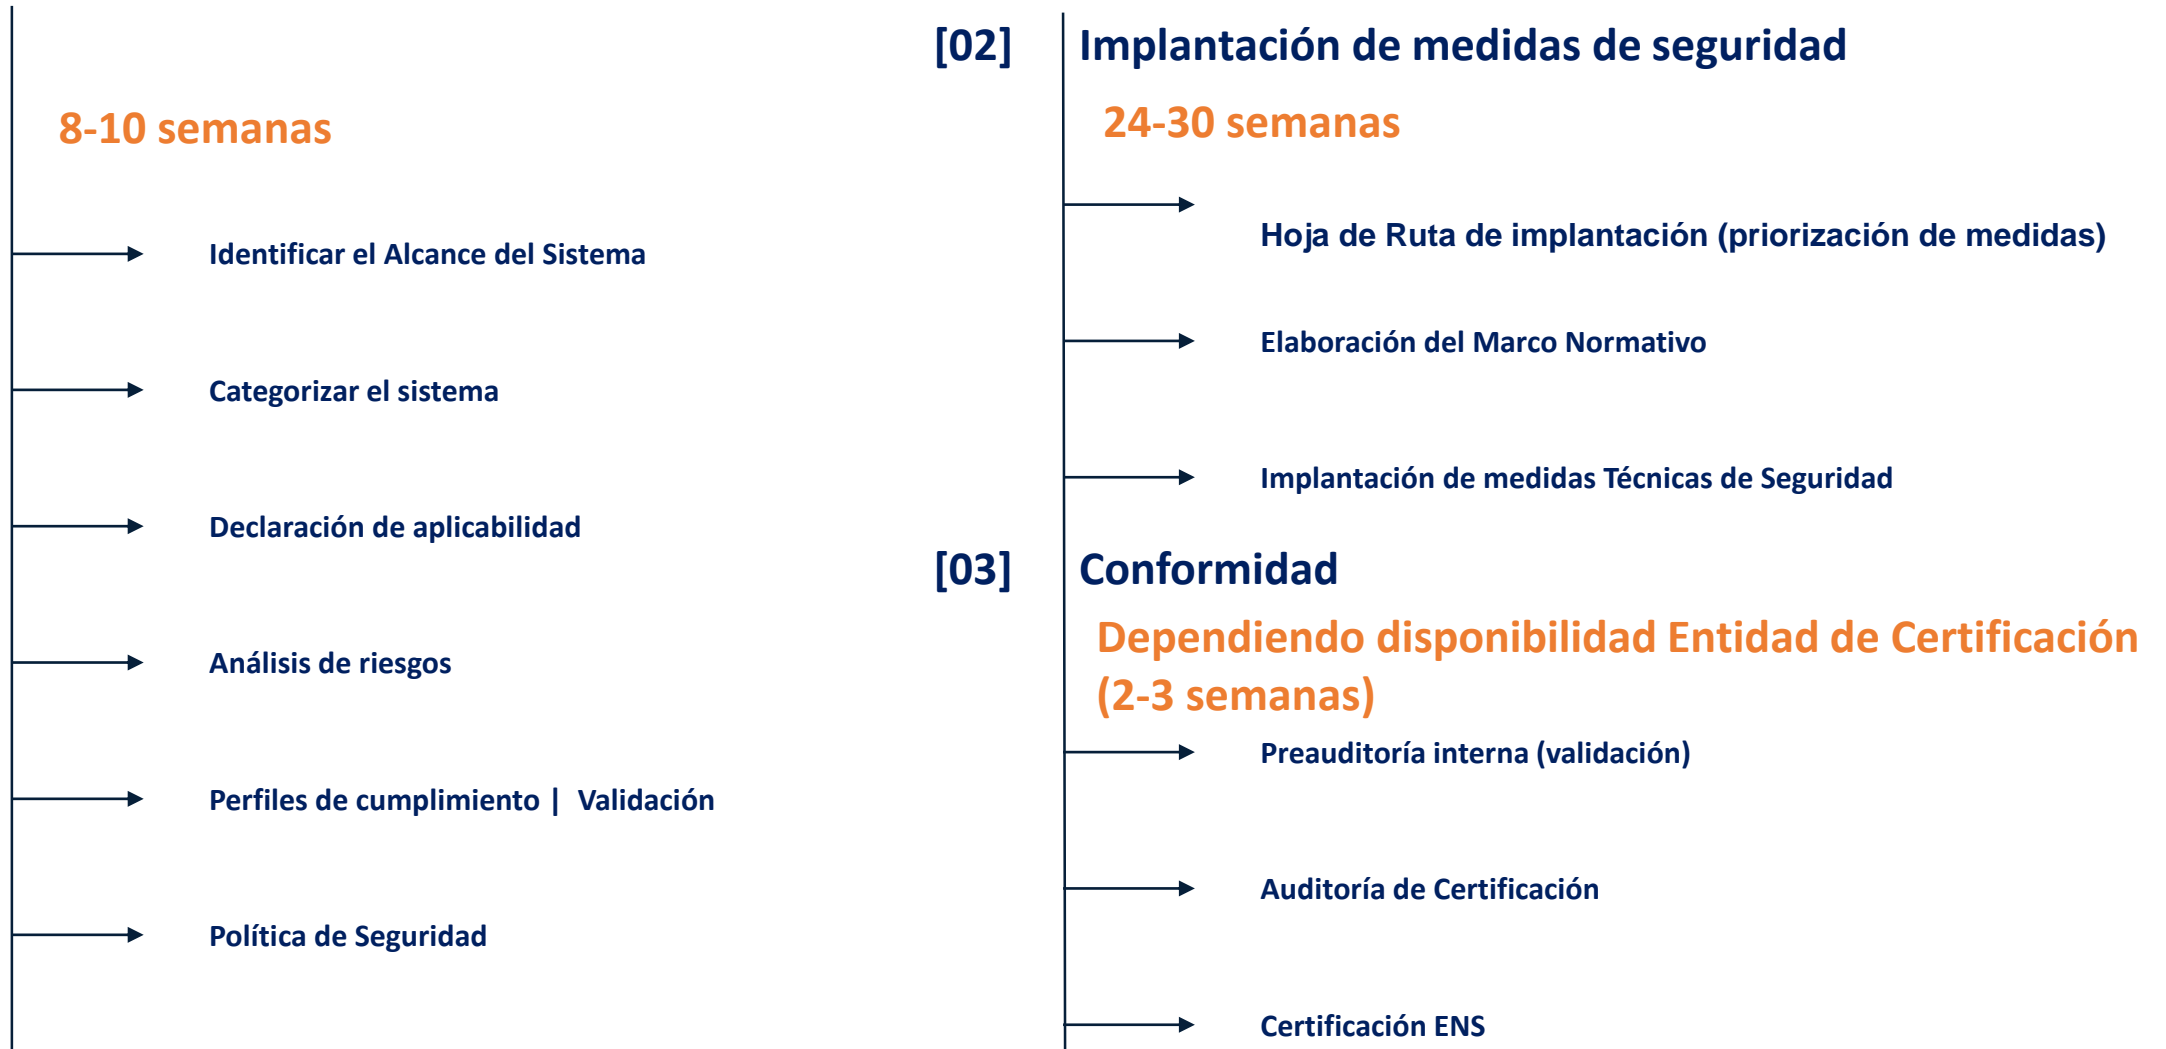 8-10 semanas
Identificar el Alcance del Sistema
Categorizar el sistema
Declaración de aplicabilidad
Análisis de riesgos
Perfiles de cumplimiento | Validación
Política de Seguridad
[02] Implantación de medidas de seguridad
24-30 semanas
Hoja de Ruta de implantación (priorización de medidas)
Elaboración del Marco Normativo
Implantación de medidas Técnicas de Seguridad
[03] Conformidad
Dependiendo disponibilidad Entidad de Certificación
(2-3 semanas)
Preauditoría interna (validación)
Auditoría de Certificación
Certificación ENS